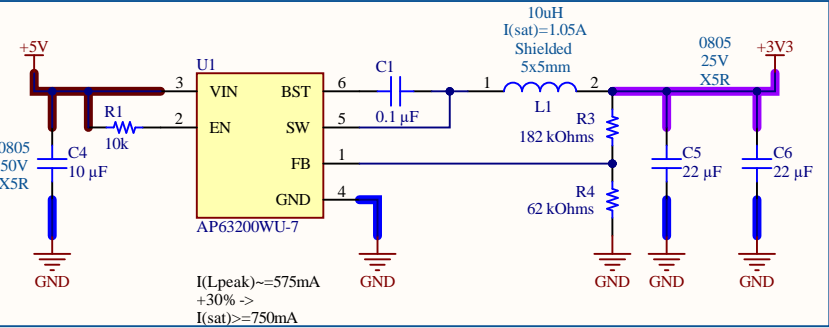 10uH
I(sat)=1.05A
Shielded
5x5mm
+5V
0805
25V
X5R
+3V3
U1
C1
3
VIN
BST
6
1
2
L1
0.1 µF
R1
10k
2
EN
SW
5
R3
182 kOhms
0805
50V
X5R
C4
10 µF
FB
1
C5
22 µF
C6
22 µF
GND
4
R4
62 kOhms
AP63200WU-7
GND
GND
GND
GND
GND
I(Lpeak)~=575mA
+30% ->
I(sat)>=750mA